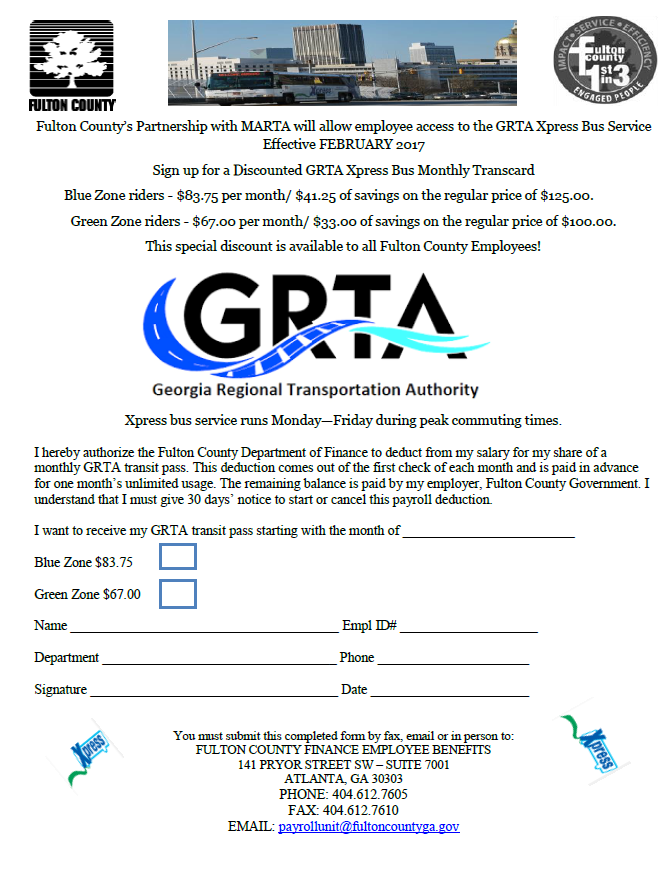 FULTON COUNTY
Xpress
IMPACT • SERVICE • EFFICIENCY
Fulton
county
1st
in 3
ENGAGED PEOPLE
Fulton County's Partnership with MARTA will allow employee access to the GRTA Xpress Bus Service
Effective FEBRUARY 2017
Sign up for a Discounted GRTA Xpress Bus Monthly Transcard
Blue Zone riders - $83.75 per month/ $41.25 of savings on the regular price of $125.00.
Green Zone riders - $67.00 per month/ $33.00 of savings on the regular price of $100.00.
This special discount is available to all Fulton County Employees!
GRTA
Georgia Regional Transportation Authority
Xpress bus service runs Monday—Friday during peak commuting times.
I hereby authorize the Fulton County Department of Finance to deduct from my salary for my share of a
monthly GRTA transit pass. This deduction comes out of the first check of each month and is paid in advance
for one month's unlimited usage. The remaining balance is paid by my employer, Fulton County Government. I
understand that I must give 30 days' notice to start or cancel this payroll deduction.
I want to receive my GRTA transit pass starting with the month of ________________________
Blue Zone $83.75
Green Zone $67.00
Name ______________________________________ Empl ID# ___________________
Department _________________________________ Phone _____________________
Signature ___________________________________ Date ______________________
Xpress
Xpress
You must submit this completed form by fax, email or in person to:
FULTON COUNTY FINANCE EMPLOYEE BENEFITS
141 PRYOR STREET SW – SUITE 7001
ATLANTA, GA 30303
PHONE: 404.612.7605
FAX: 404.612.7610
EMAIL: payrollunit@fultoncountyga.gov